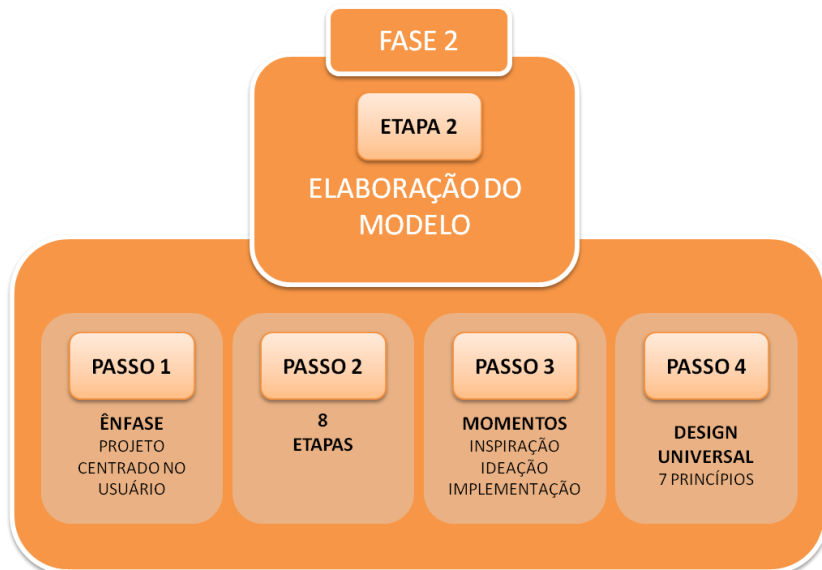 FASE 2
ETAPA 2
ELABORAÇÃO DO
MODELO
PASSO 1
ÊNFASE
PROJETO
CENTRADO NO
USUÁRIO
PASSO 2
8
ETAPAS
PASSO 3
MOMENTOS
INSPIRAÇÃO
IDEAÇÃO
IMPLEMENTAÇÃO
PASSO 4
DESIGN
UNIVERSAL
7 PRINCÍPIOS